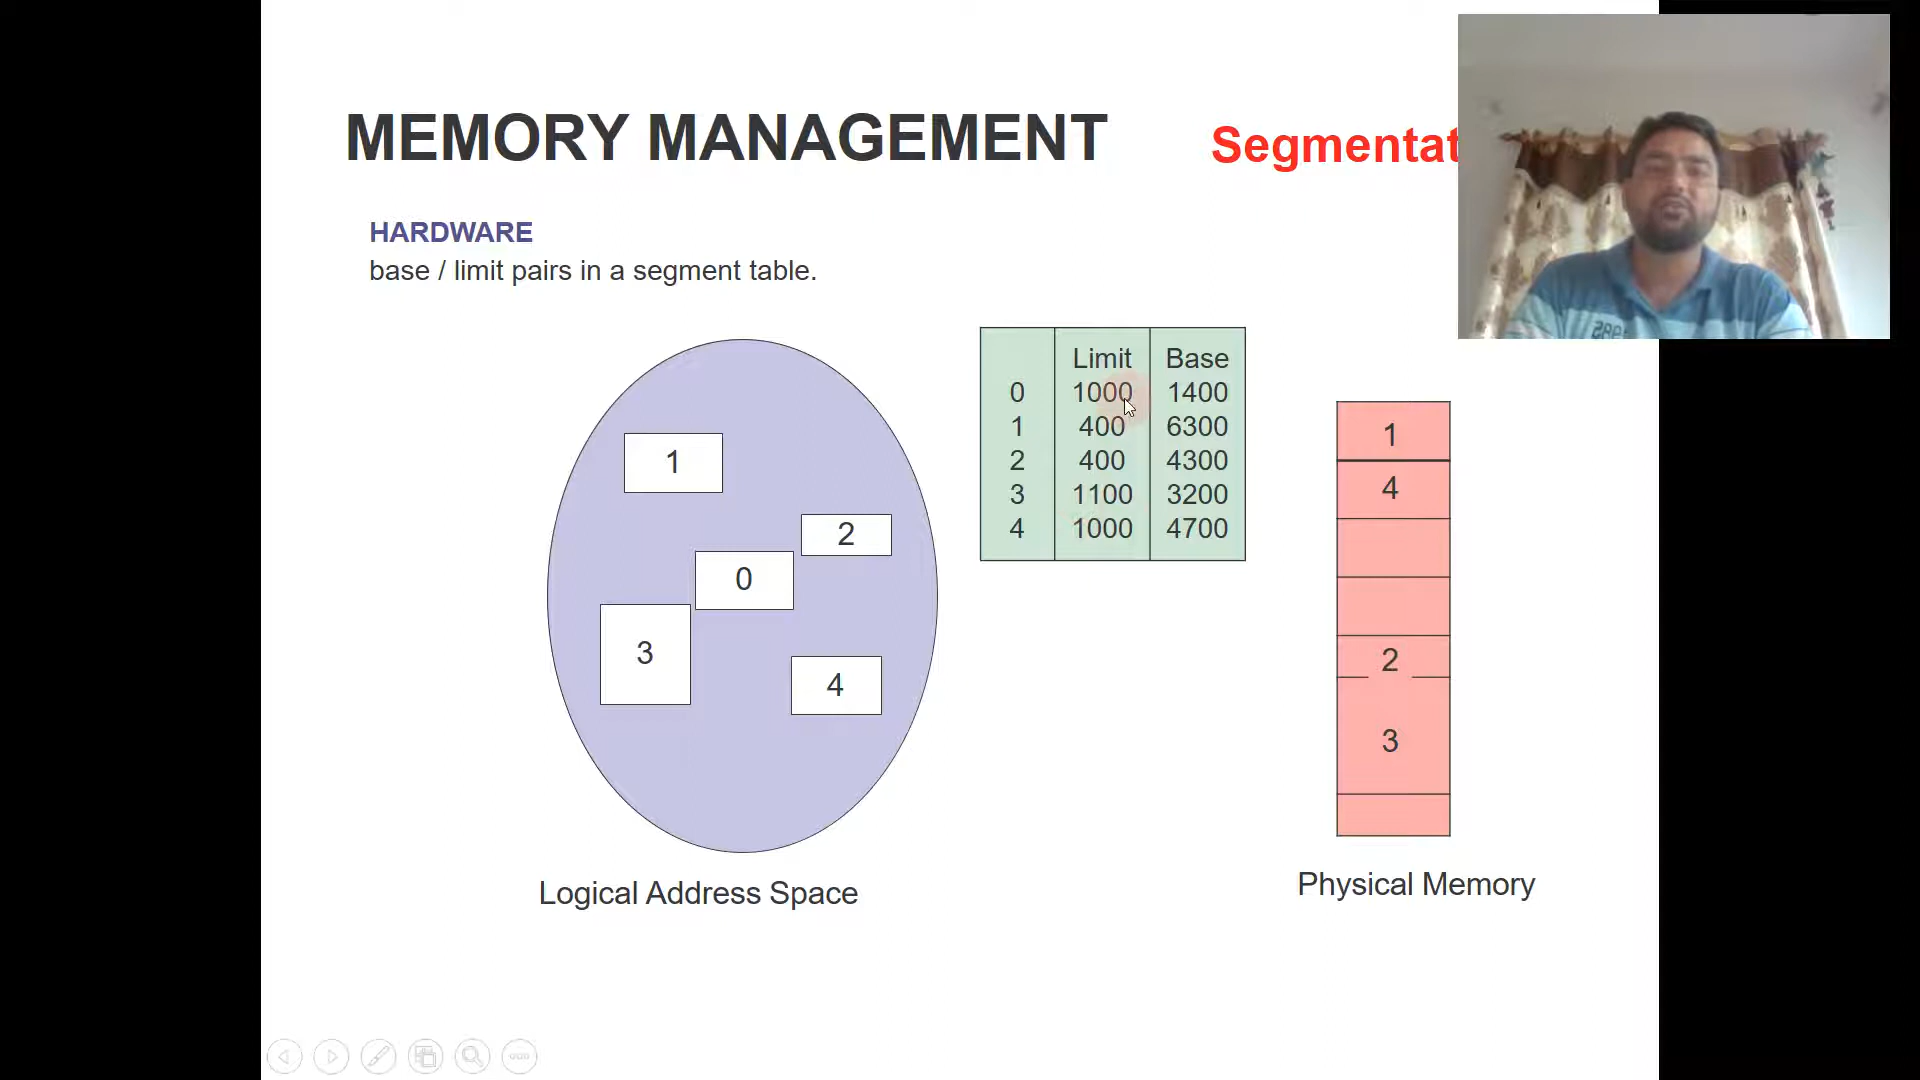 MEMORY MANAGEMENT
Segmentat
HARDWARE
base / limit pairs in a segment table.
Limit Base
0 1000 1400
1 400 6300
2 400 4300
3 1100 3200
4 1000 4700
1
2
0
3
4
1
4
2
3
Logical Address Space
Physical Memory